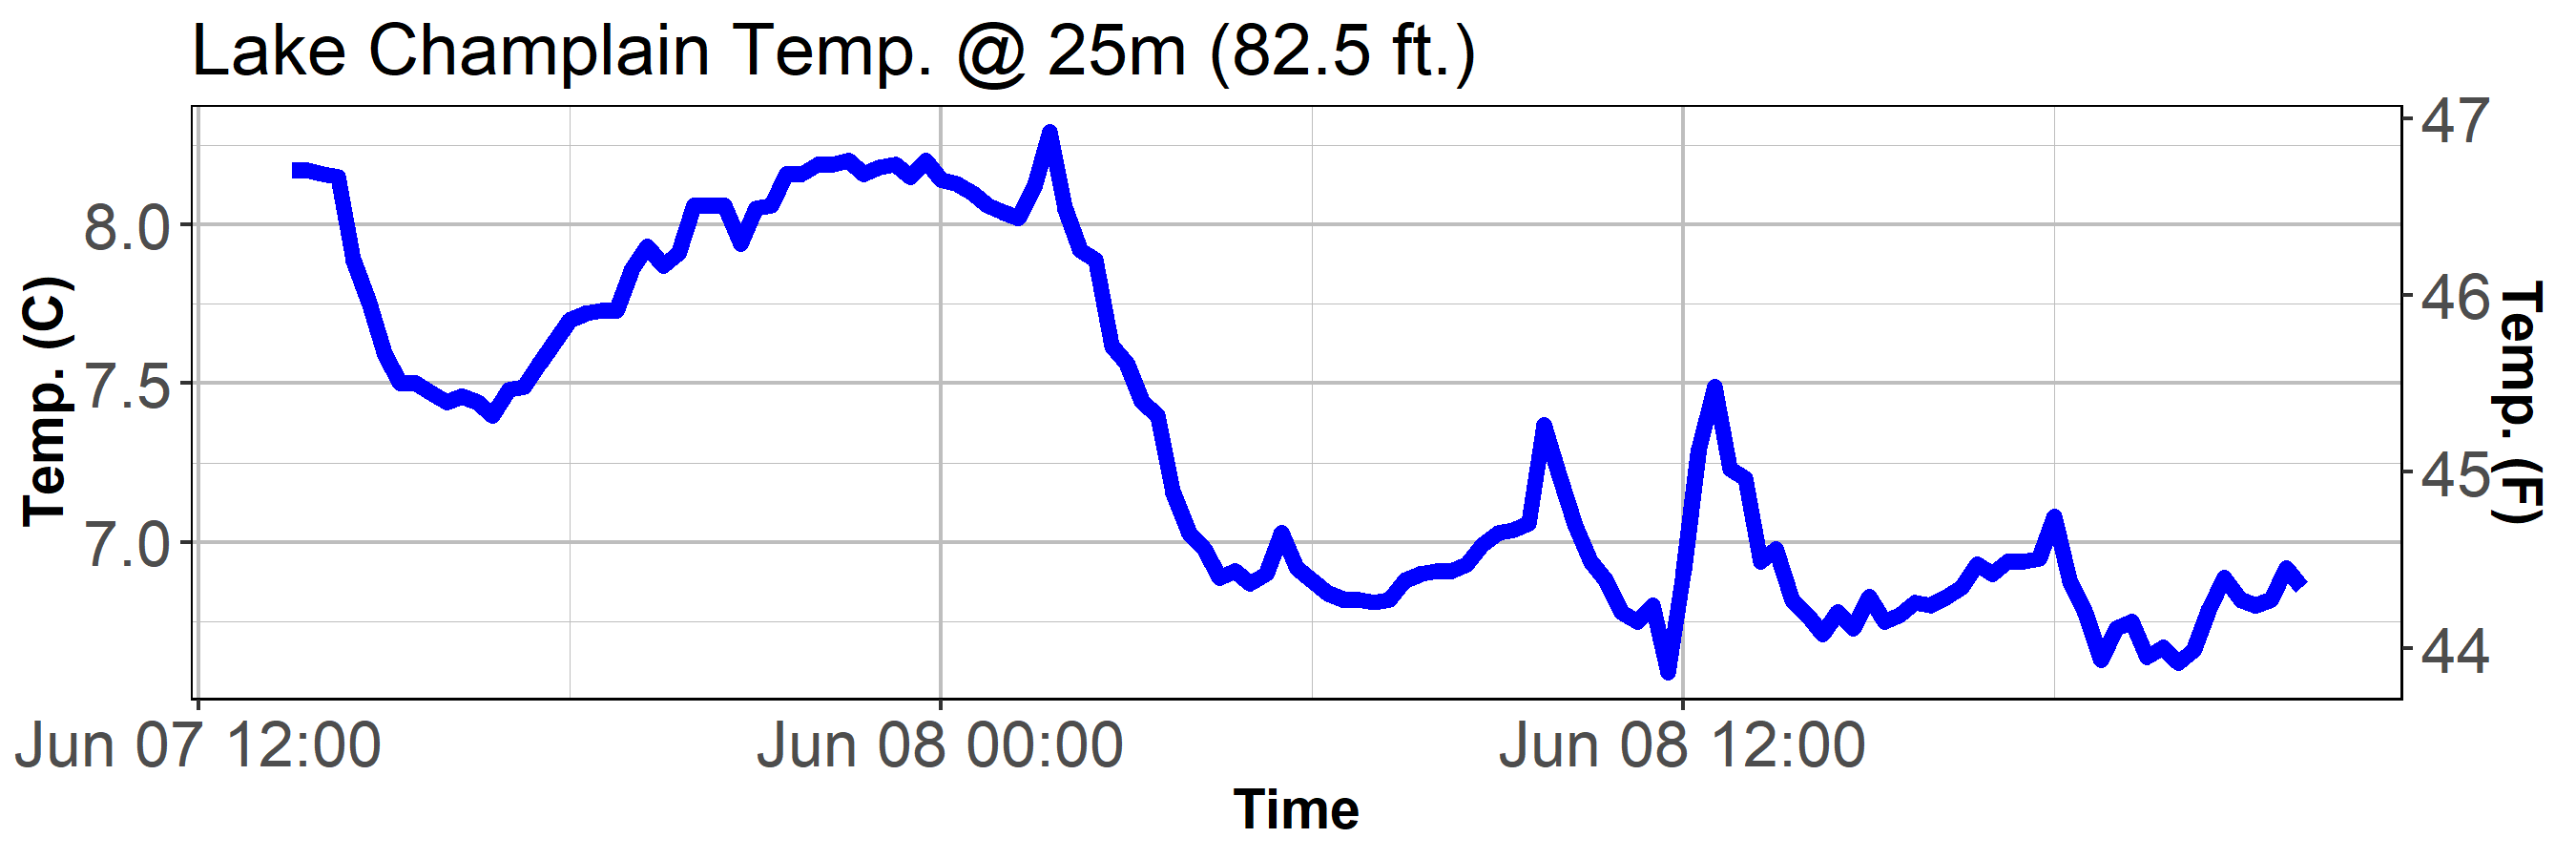 Lake Champlain Temp. @ 25m (82.5 ft.)
Temp. (C)
8.0
7.5
7.0
47
46
45
44
Temp. (F)
Jun 07 12:00
Jun 08 00:00
Jun 08 12:00
Time